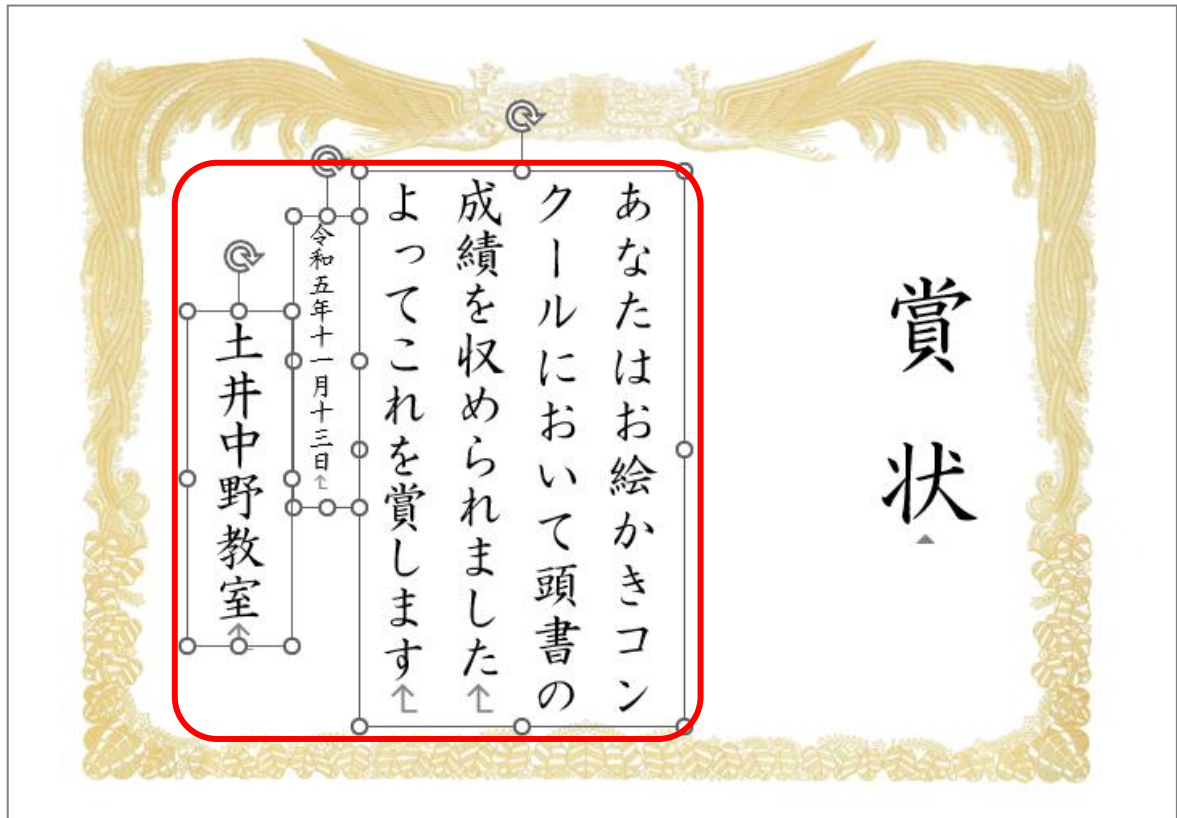 賞状
あなたはお絵かきコン
クールにおいて頭書の
成績を収められました
よってこれを賞します
令和五年十一月十三日
土井中野教室